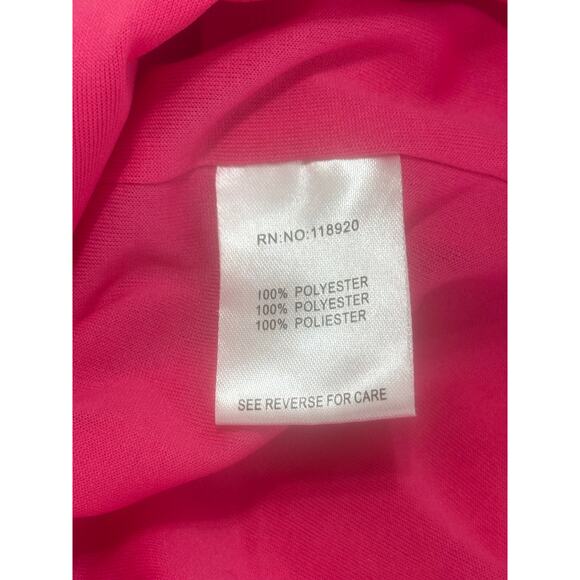 RN:NO:118920
100% POLYESTER
100% POLYESTER
100% POLIESTER
SEE REVERSE FOR CARE